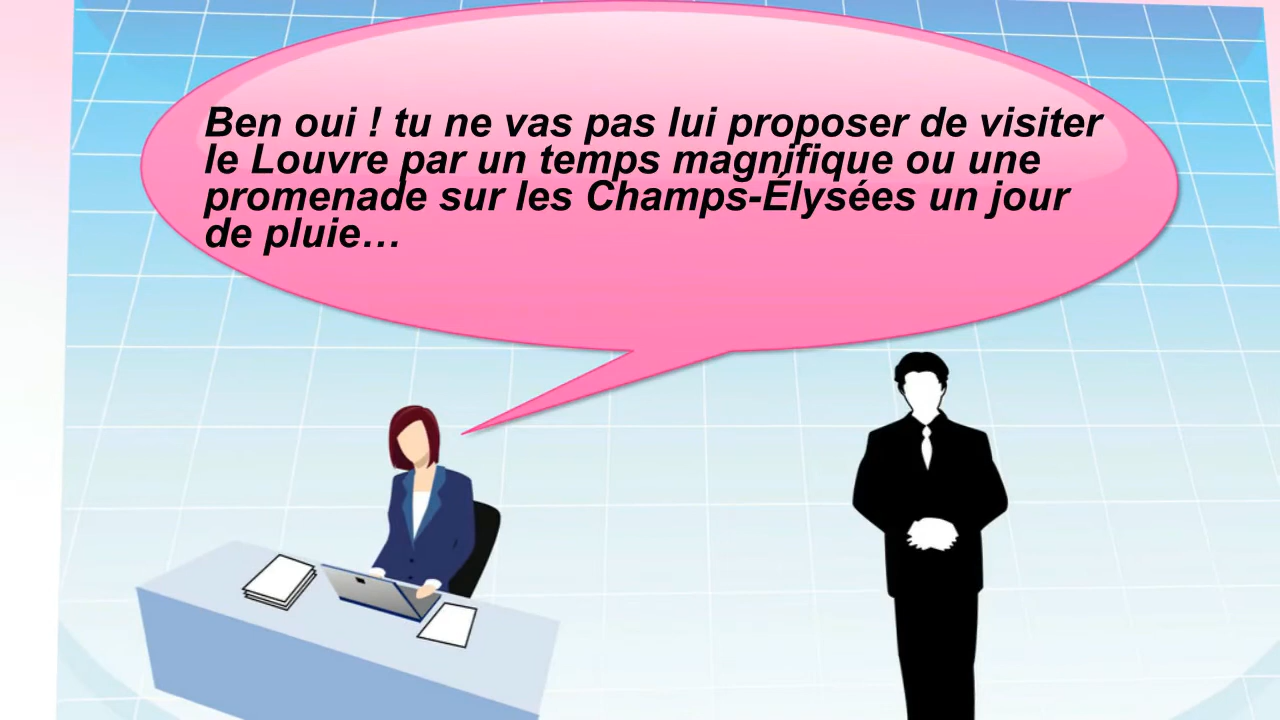 Ben oui ! tu ne vas pas lui proposer de visiter
le Louvre par un temps magnifique ou une
promenade sur les Champs-Élysées un jour
de pluie…